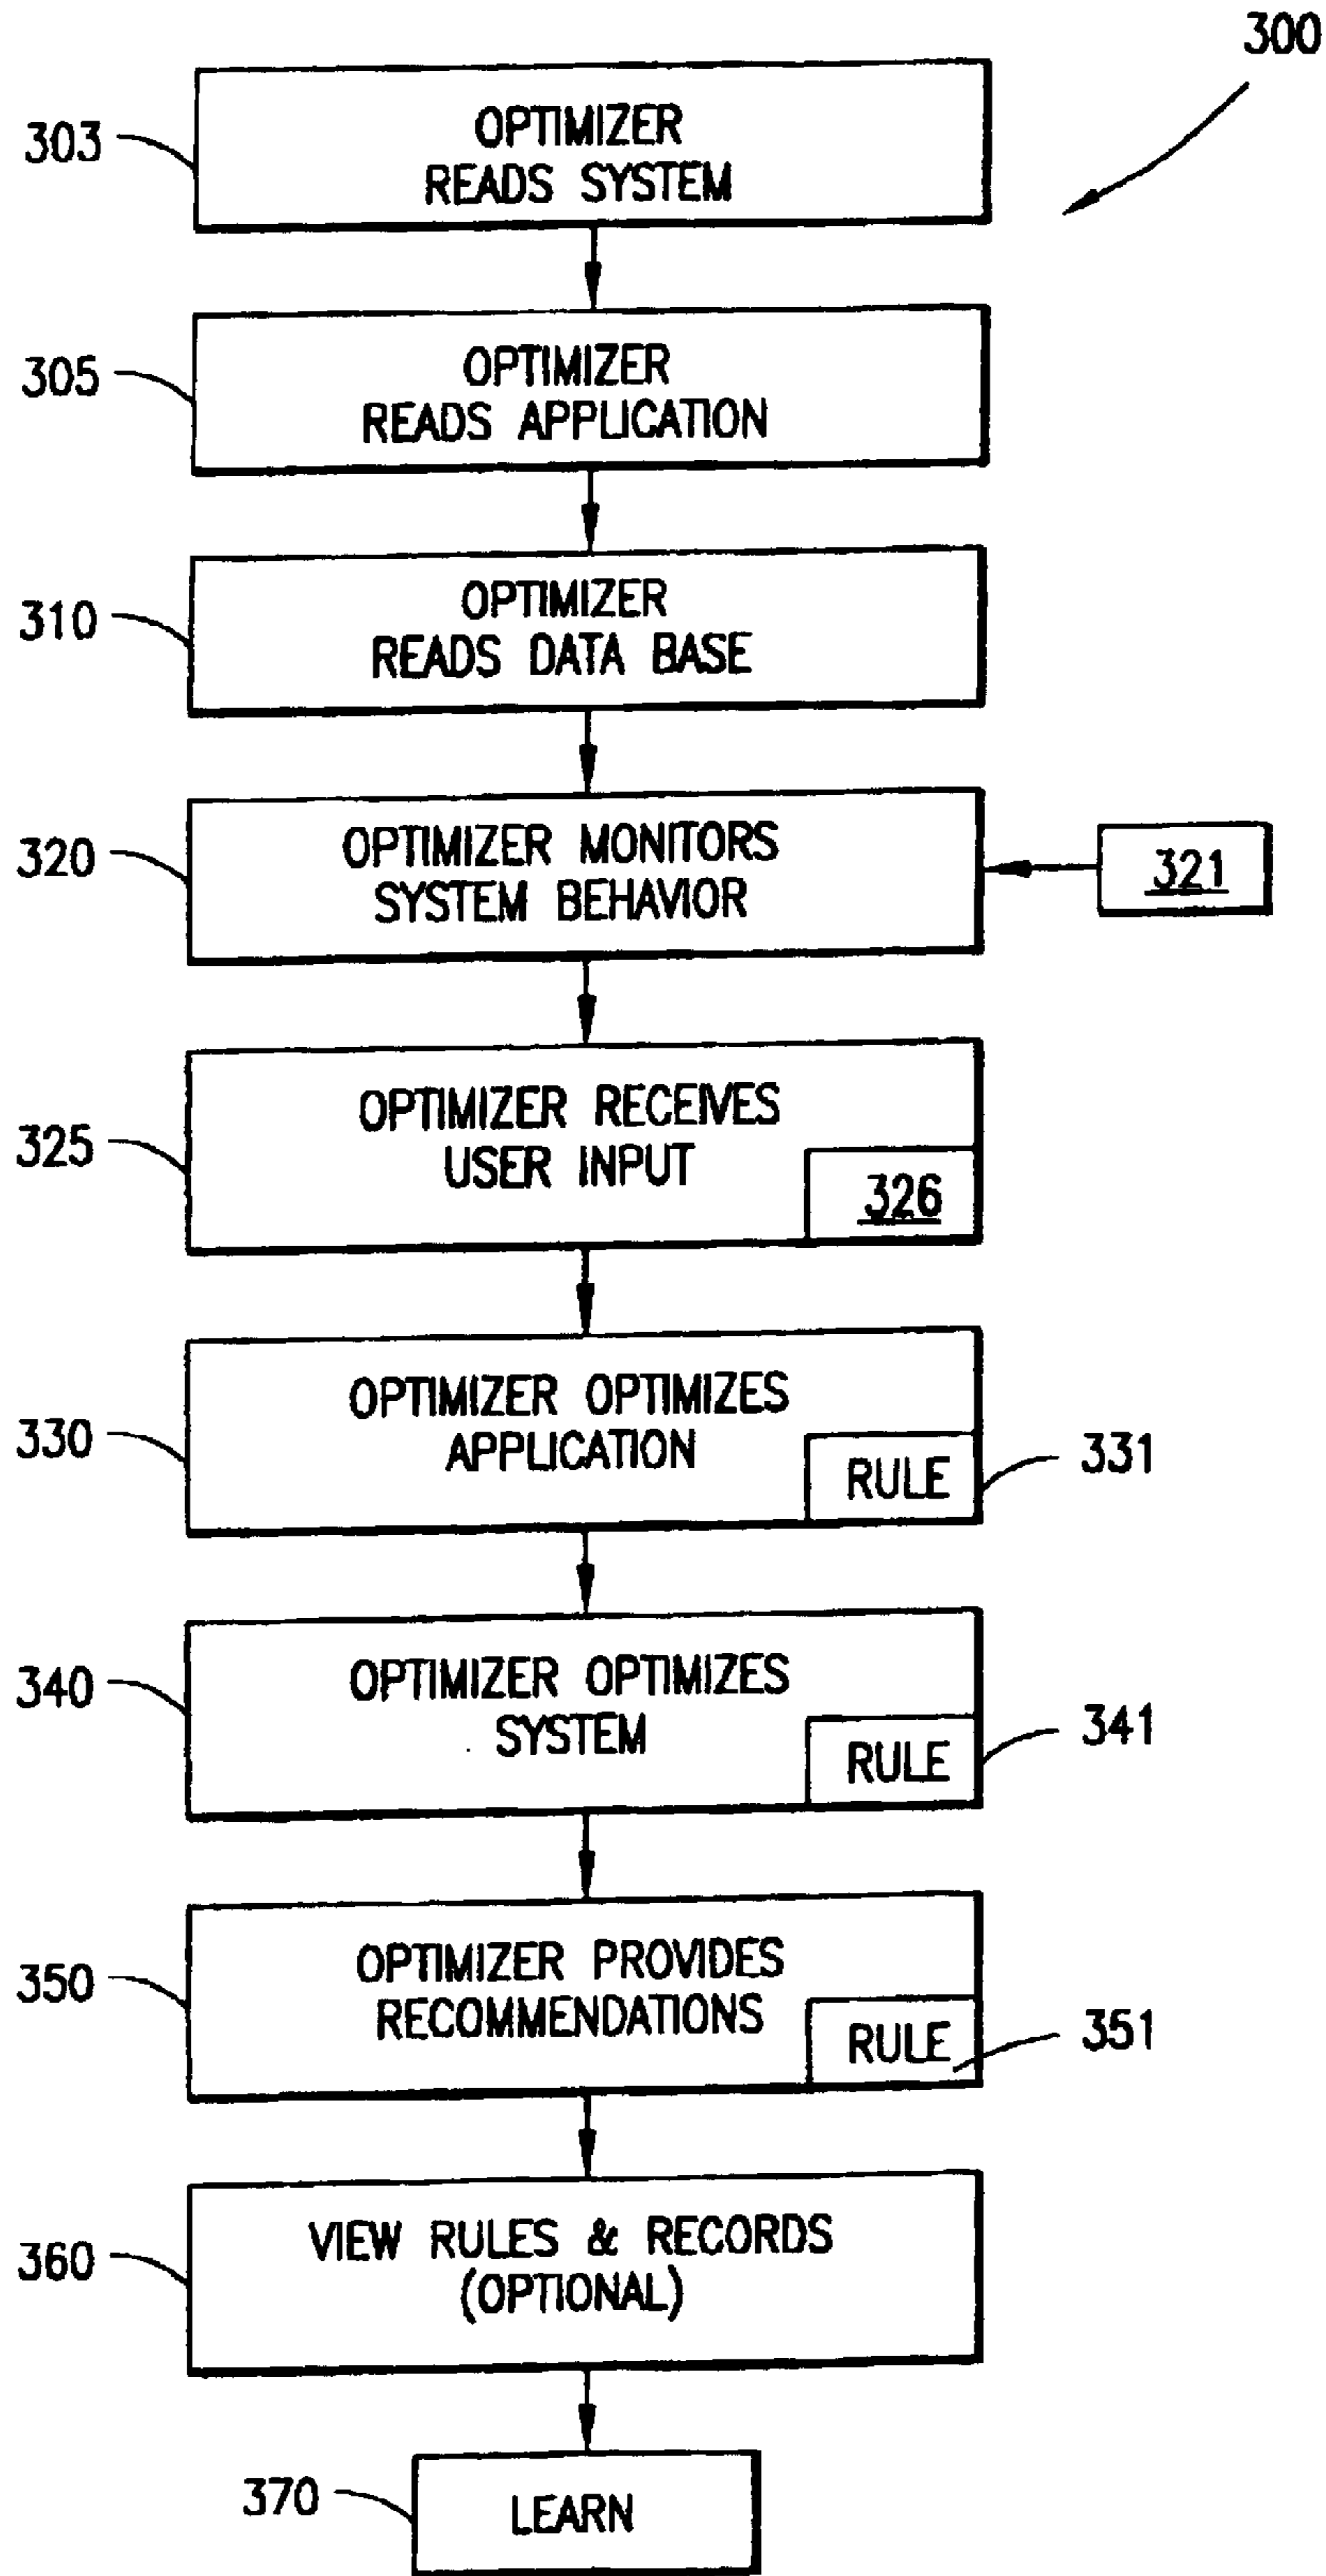 300
303
OPTIMIZER
READS SYSTEM
305
OPTIMIZER
READS APPLICATION
310
OPTIMIZER
READS DATA BASE
320
OPTIMIZER MONITORS
SYSTEM BEHAVIOR
321
325
OPTIMIZER RECEIVES
USER INPUT
326
330
OPTIMIZER OPTIMIZES
APPLICATION
RULE
331
340
OPTIMIZER OPTIMIZES
SYSTEM
RULE
341
350
OPTIMIZER PROVIDES
RECOMMENDATIONS
RULE
351
360
VIEW RULES & RECORDS
(OPTIONAL)
370
LEARN